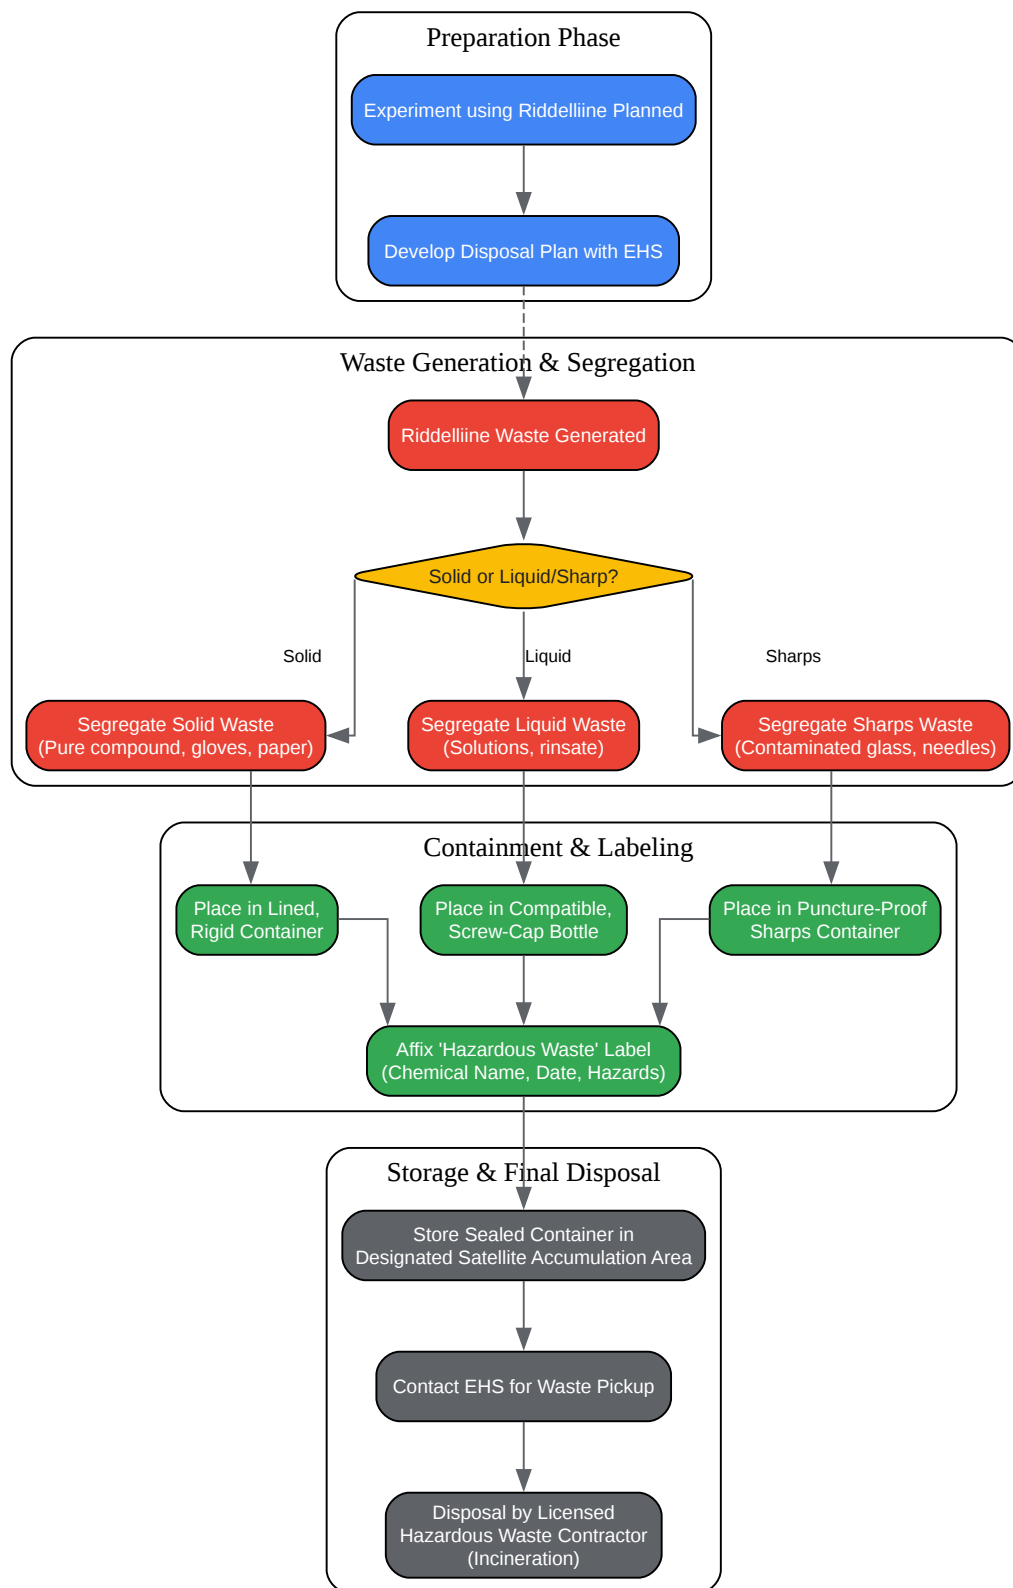 Preparation Phase
Experiment using Riddelliine Planned
Develop Disposal Plan with EHS
Waste Generation & Segregation
Riddelliine Waste Generated
Solid or Liquid/Sharp?
Solid
Liquid
Sharps
Segregate Solid Waste
(Pure compound, gloves, paper)
Segregate Liquid Waste
(Solutions, rinsate)
Segregate Sharps Waste
(Contaminated glass, needles)
Containment & Labeling
Place in Lined,
Rigid Container
Place in Compatible,
Screw-Cap Bottle
Place in Puncture-Proof
Sharps Container
Affix 'Hazardous Waste' Label
(Chemical Name, Date, Hazards)
Storage & Final Disposal
Store Sealed Container in
Designated Satellite Accumulation Area
Contact EHS for Waste Pickup
Disposal by Licensed
Hazardous Waste Contractor
(Incineration)